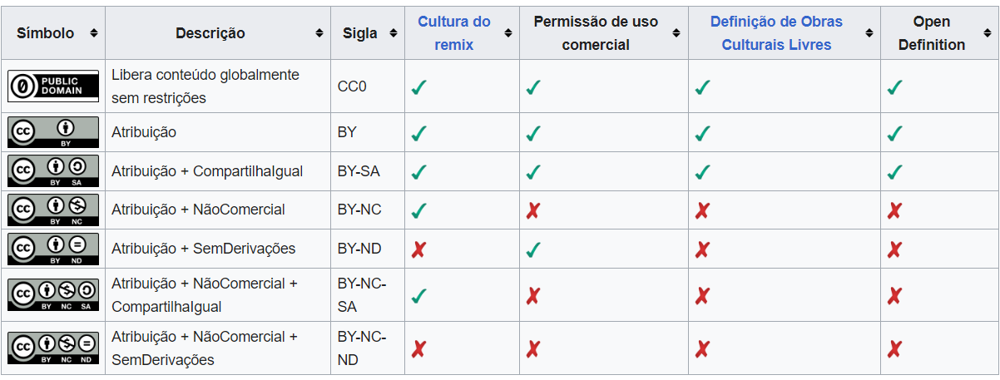 Símbolo Descrição Sigla Cultura do remix Permissão de uso comercial Definição de Obras Culturais Livres Open Definition
PUBLIC DOMAIN Libera conteúdo globalmente sem restrições CC0
cc BY Atribuição BY
cc BY SA Atribuição + CompartilhaIgual BY-SA
cc BY NC Atribuição + NãoComercial BY-NC
cc BY ND Atribuição + SemDerivações BY-ND
cc BY NC SA Atribuição + NãoComercial + CompartilhaIgual BY-NC-SA
cc BY NC ND Atribuição + NãoComercial + SemDerivações BY-NC-ND